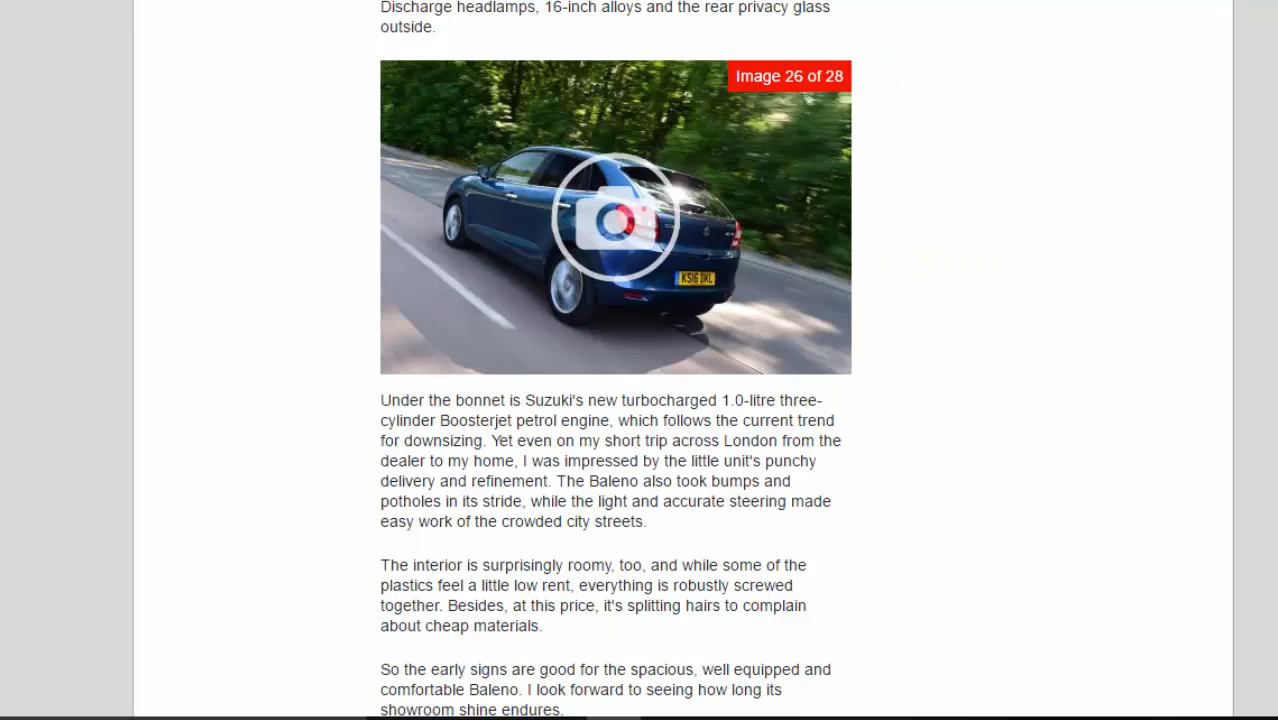 Discharge headlamps, 16-inch alloys and the rear privacy glass
outside.
Image 26 of 28
KS16 DKL
Under the bonnet is Suzuki's new turbocharged 1.0-litre three-
cylinder Boosterjet petrol engine, which follows the current trend
for downsizing. Yet even on my short trip across London from the
dealer to my home, I was impressed by the little unit's punchy
delivery and refinement. The Baleno also took bumps and
potholes in its stride, while the light and accurate steering made
easy work of the crowded city streets.
The interior is surprisingly roomy, too, and while some of the
plastics feel a little low rent, everything is robustly screwed
together. Besides, at this price, it's splitting hairs to complain
about cheap materials.
So the early signs are good for the spacious, well equipped and
comfortable Baleno. I look forward to seeing how long its
showroom shine endures.